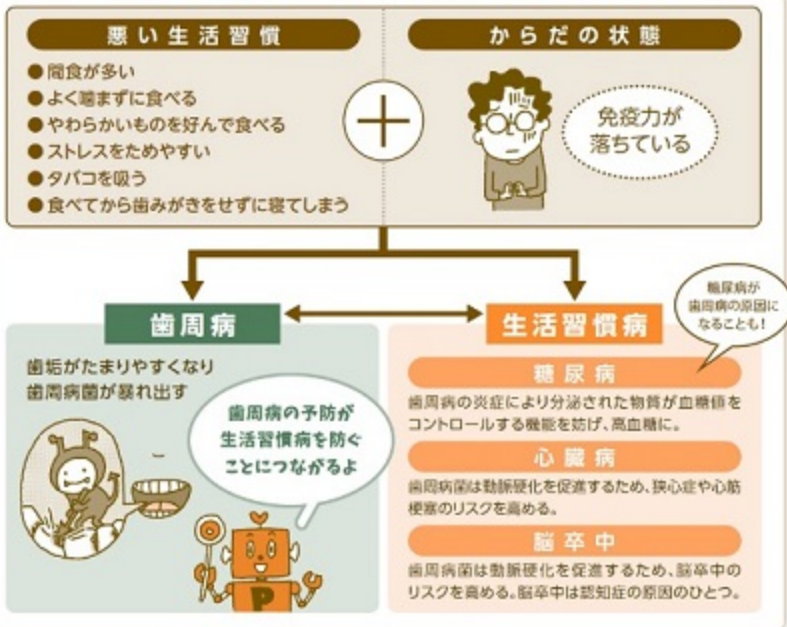 悪い生活習慣
●間食が多い
●よく噛まずに食べる
●やわらかいものを好んで食べる
●ストレスをためやすい
●タバコを吸う
●食べてから歯みがきをせずに寝てしまう
+
からだの状態
免疫力が
落ちている
歯周病
歯垢がたまりやすくなり
歯周病菌が暴れ出す
歯周病の予防が
生活習慣病を防ぐ
ことにつながるよ
P
生活習慣病
糖尿病が
歯周病の原因に
なることも!
糖尿病
歯周病の炎症により分泌された物質が血糖値を
コントロールする機能を妨げ、高血糖に。
心臓病
歯周病菌は動脈硬化を促進するため、狭心症や心筋
梗塞のリスクを高める。
脳卒中
歯周病菌は動脈硬化を促進するため、脳卒中の
リスクを高める。脳卒中は認知症の原因のひとつ。